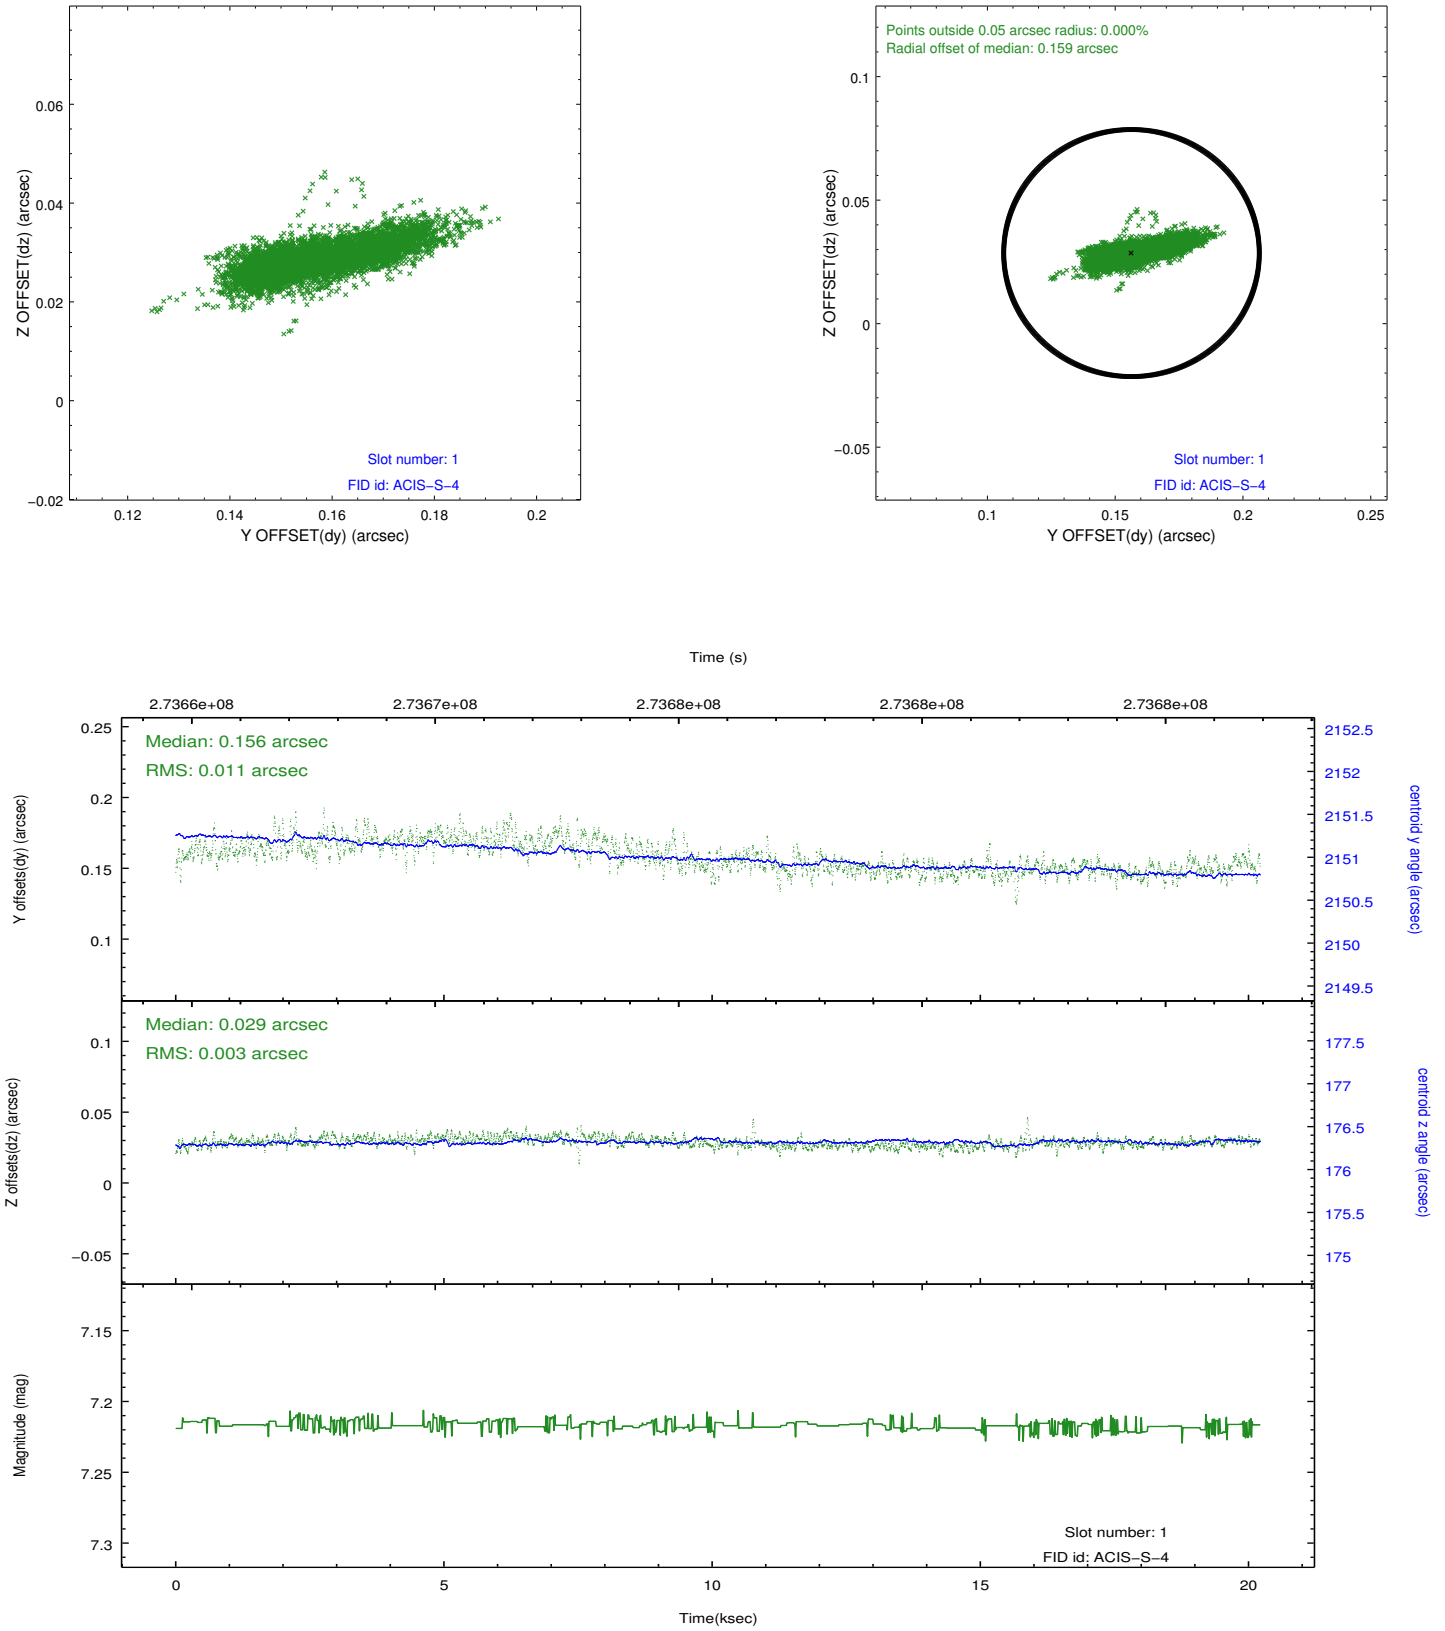 0.06
0.04
0.02
0
−0.02
Z OFFSET(dz) (arcsec)
Slot number: 1
FID id: ACIS−S−4
0.12 0.14 0.16 0.18 0.2
Y OFFSET(dy) (arcsec)
Points outside 0.05 arcsec radius: 0.000%
Radial offset of median: 0.159 arcsec
0.1
0.05
0
−0.05
Z OFFSET(dz) (arcsec)
Slot number: 1
FID id: ACIS−S−4
0.1 0.15 0.2 0.25
Y OFFSET(dy) (arcsec)
Time (s)
2.7366e+08 2.7367e+08 2.7368e+08 2.7368e+08 2.7368e+08
Median: 0.156 arcsec
RMS: 0.011 arcsec
0.25
0.2
0.15
0.1
Y offsets(dy) (arcsec)
2152.5
2152
2151.5
2151
2150.5
2150
2149.5
centroid y angle (arcsec)
Median: 0.029 arcsec
RMS: 0.003 arcsec
0.1
0.05
0
−0.05
Z offsets(dz) (arcsec)
177.5
177
176.5
176
175.5
175
centroid z angle (arcsec)
7.15
7.2
7.25
7.3
Magnitude (mag)
Slot number: 1
FID id: ACIS−S−4
0 5 10 15 20
Time(ksec)